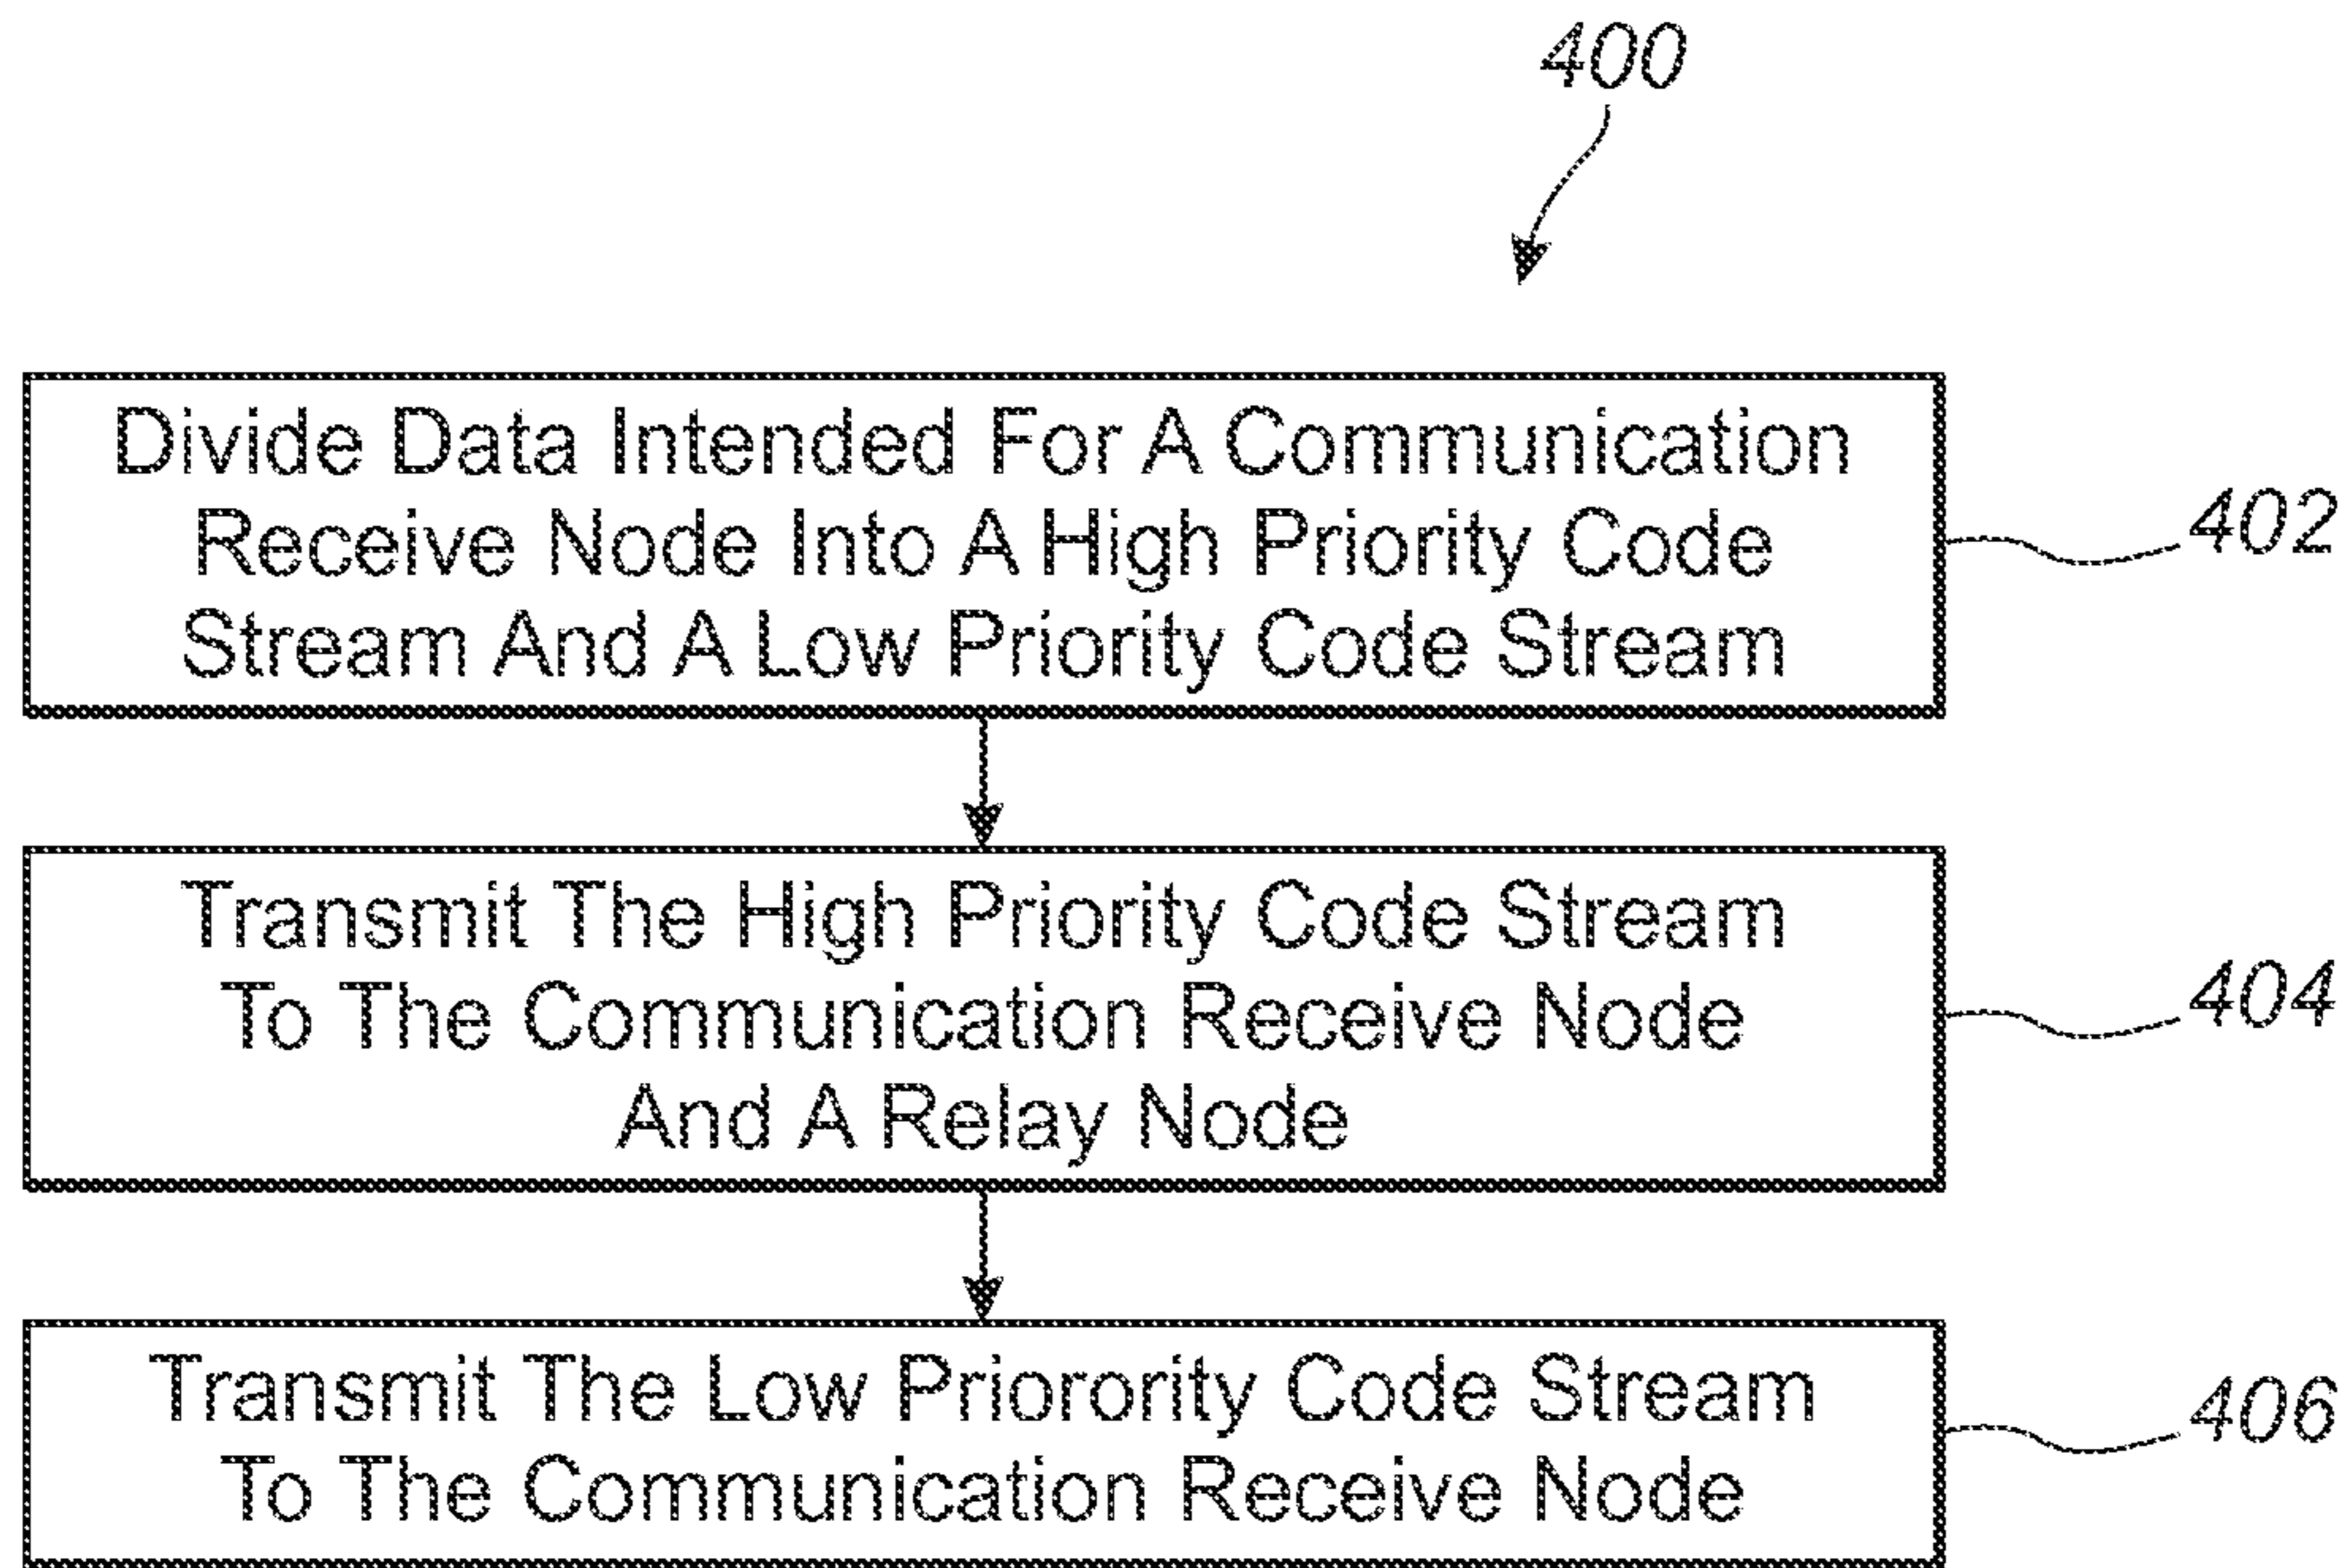 400
Divide Data Intended For A Communication
Receive Node Into A High Priority Code
Stream And A Low Priority Code Stream
402
Transmit The High Priority Code Stream
To The Communication Receive Node
And A Relay Node
404
Transmit The Low Priorority Code Stream
To The Communication Receive Node
406